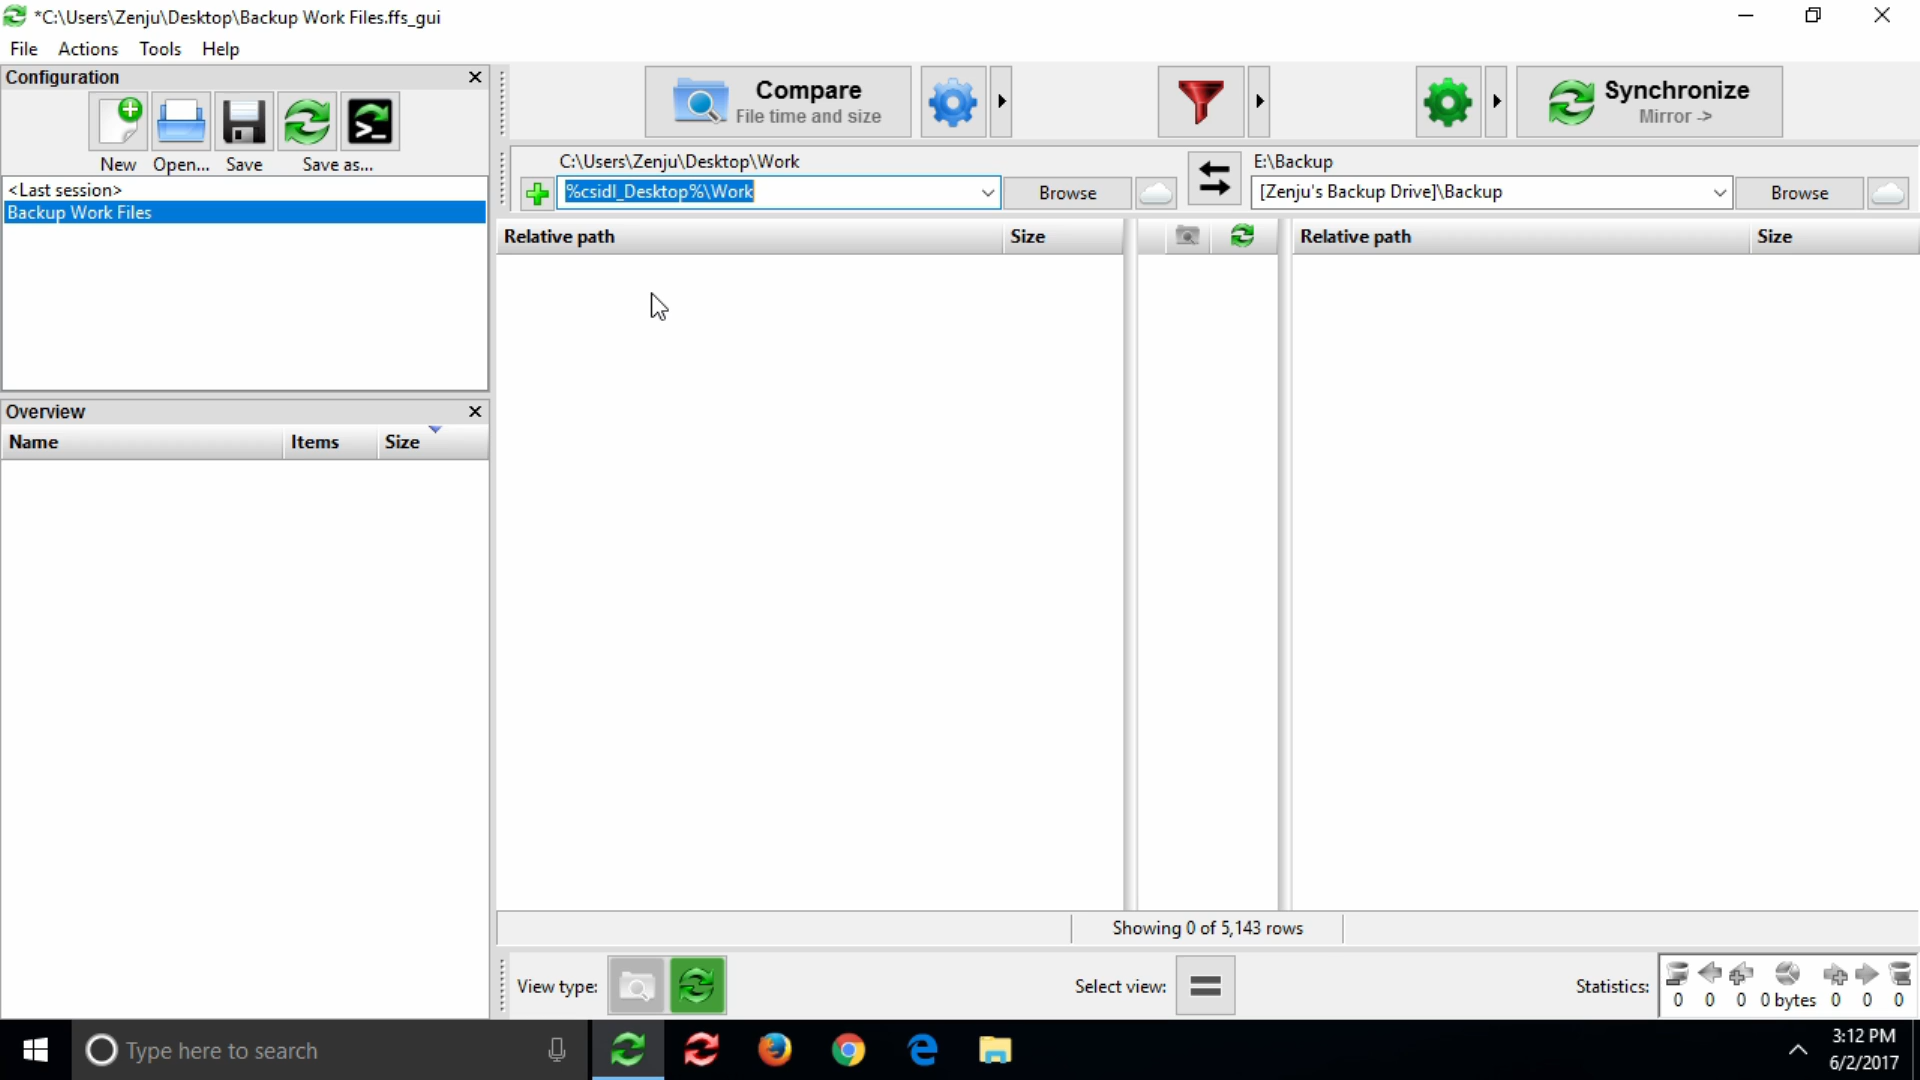 *C:\Users\Zenju\Desktop\Backup Work Files.ffs_gui
File Actions Tools Help
Configuration
New Open... Save Save as...
<Last session>
Backup Work Files
Overview
Name Items Size
Compare
File time and size
Synchronize
Mirror ->
C:\Users\Zenju\Desktop\Work
%csidl_Desktop%\Work
Browse
E:\Backup
[Zenju's Backup Drive]\Backup
Browse
Relative path Size
Relative path Size
Showing 0 of 5,143 rows
View type:
Select view:
Statistics:
0 0 0 0 bytes 0 0 0
Type here to search
3:12 PM
6/2/2017